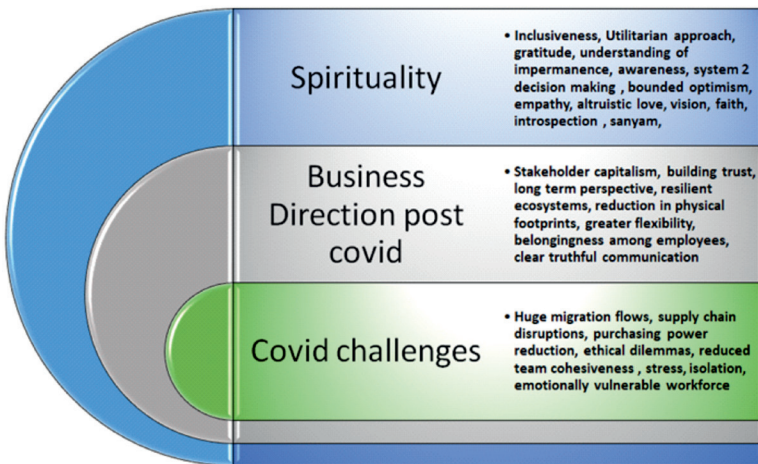 Spirituality
• Inclusiveness, Utilitarian approach,
gratitude, understanding of
impermanence, awareness, system 2
decision making , bounded optimism,
empathy, altruistic love, vision, faith,
introspection , sanyam,
Business
Direction post
covid
• Stakeholder capitalism, building trust,
long term perspective, resilient
ecosystems, reduction in physical
footprints, greater flexibility,
belongingness among employees,
clear truthful communication
Covid challenges
• Huge migration flows, supply chain
disruptions, purchasing power
reduction, ethical dilemmas, reduced
team cohesiveness , stress, isolation,
emotionally vulnerable workforce